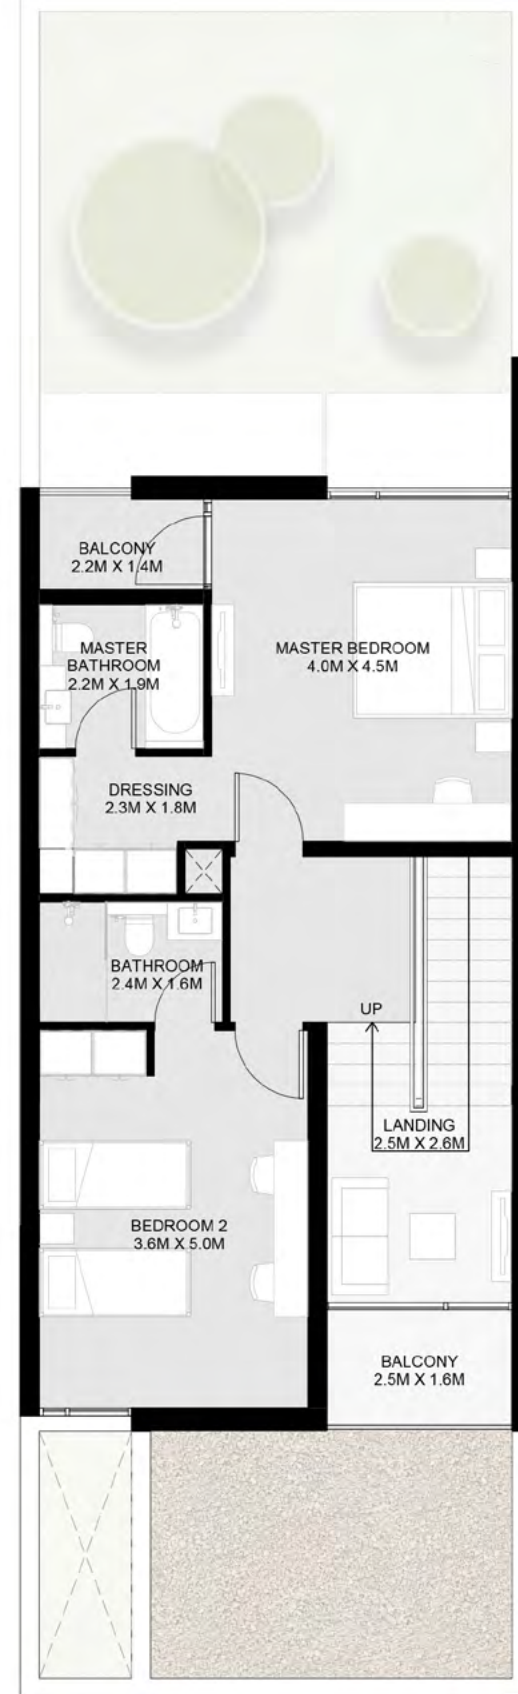 BALCONY
2.2M X 1.4M
MASTER
BATHROOM
2.2M X 1.9M
MASTER BEDROOM
4.0M X 4.5M
DRESSING
2.3M X 1.8M
BATHROOM
2.4M X 1.6M
UP
LANDING
2.5M X 2.6M
BEDROOM 2
3.6M X 5.0M
BALCONY
2.5M X 1.6M